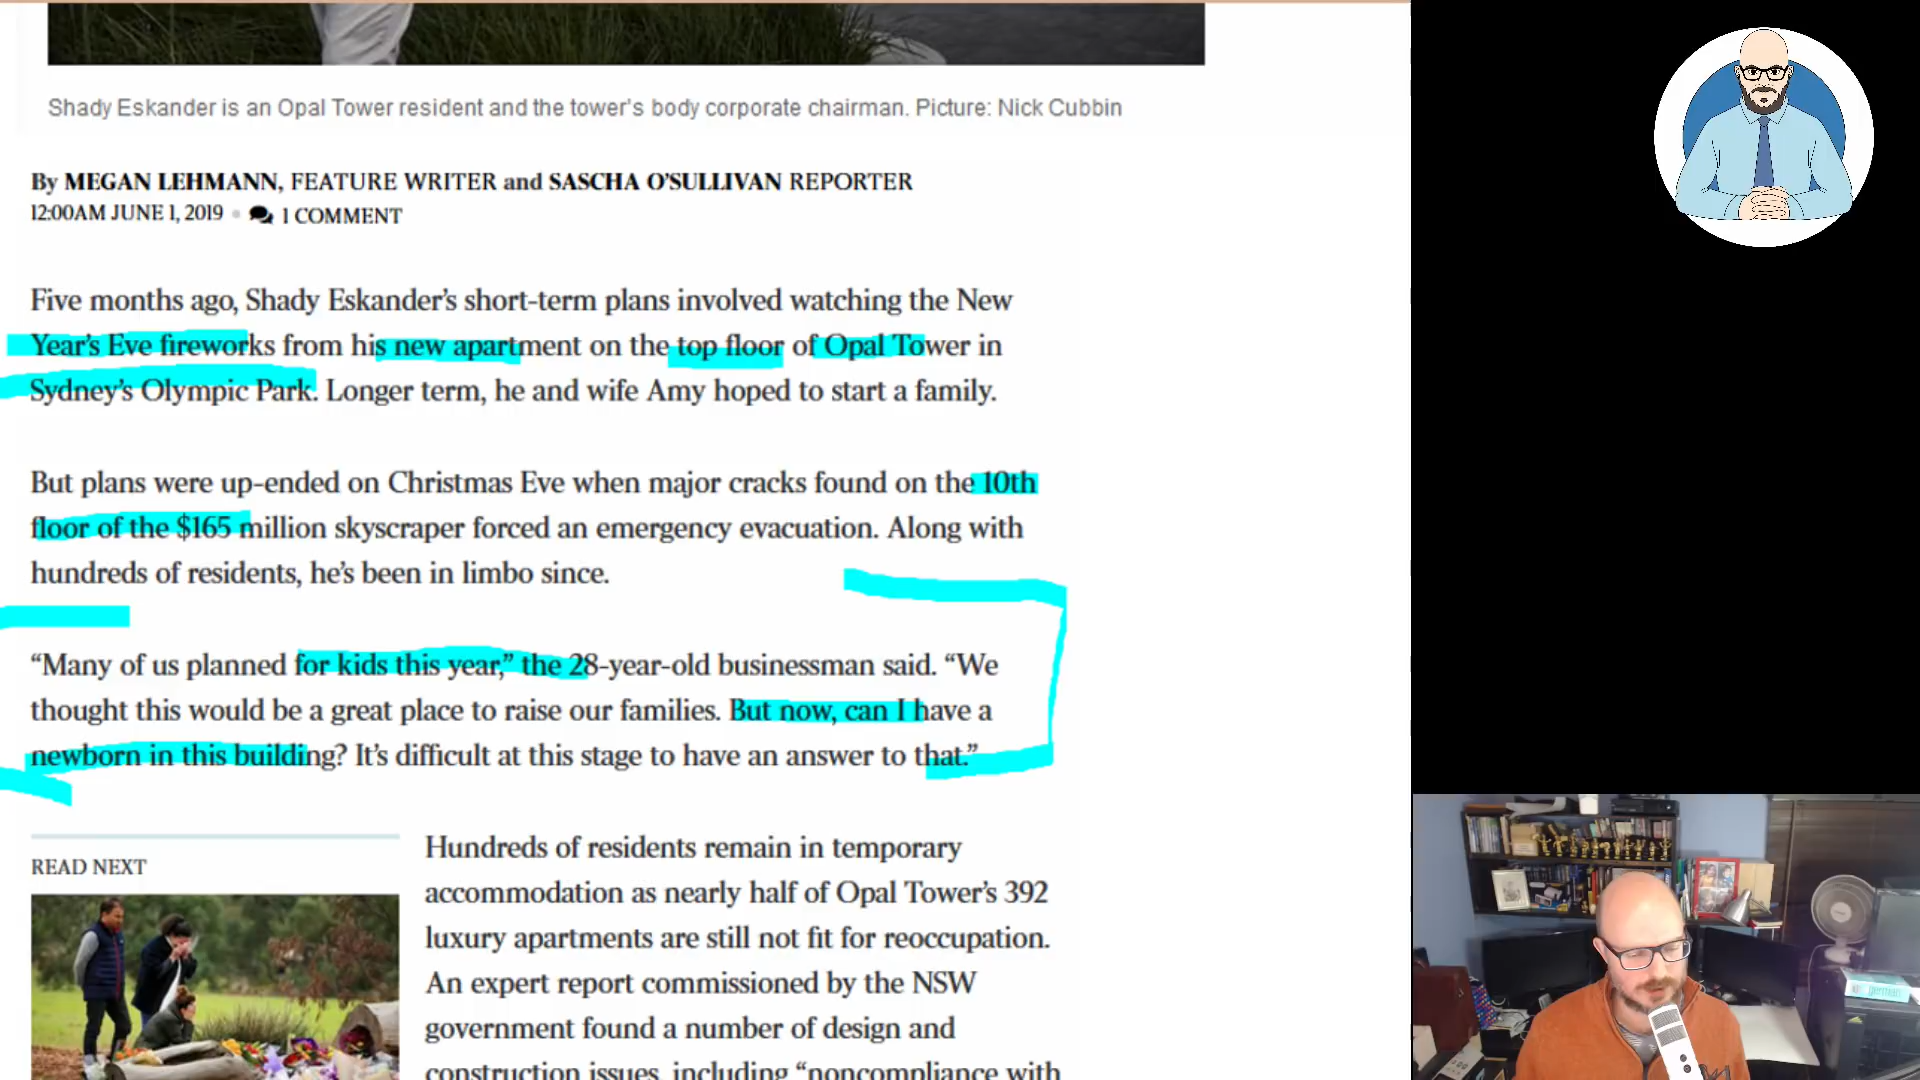 Shady Eskander is an Opal Tower resident and the tower's body corporate chairman. Picture: Nick Cubbin
By MEGAN LEHMANN, FEATURE WRITER and SASCHA O'SULLIVAN REPORTER
12:00AM JUNE 1, 2019 • 1 COMMENT
Five months ago, Shady Eskander's short-term plans involved watching the New
Year's Eve fireworks from his new apartment on the top floor of Opal Tower in
Sydney's Olympic Park. Longer term, he and wife Amy hoped to start a family.
But plans were up-ended on Christmas Eve when major cracks found on the 10th
floor of the $165 million skyscraper forced an emergency evacuation. Along with
hundreds of residents, he's been in limbo since.
“Many of us planned for kids this year,” the 28-year-old businessman said. “We
thought this would be a great place to raise our families. But now, can I have a
newborn in this building? It's difficult at this stage to have an answer to that.”
READ NEXT
Hundreds of residents remain in temporary
accommodation as nearly half of Opal Tower's 392
luxury apartments are still not fit for reoccupation.
An expert report commissioned by the NSW
government found a number of design and
construction issues, including “noncompliance with